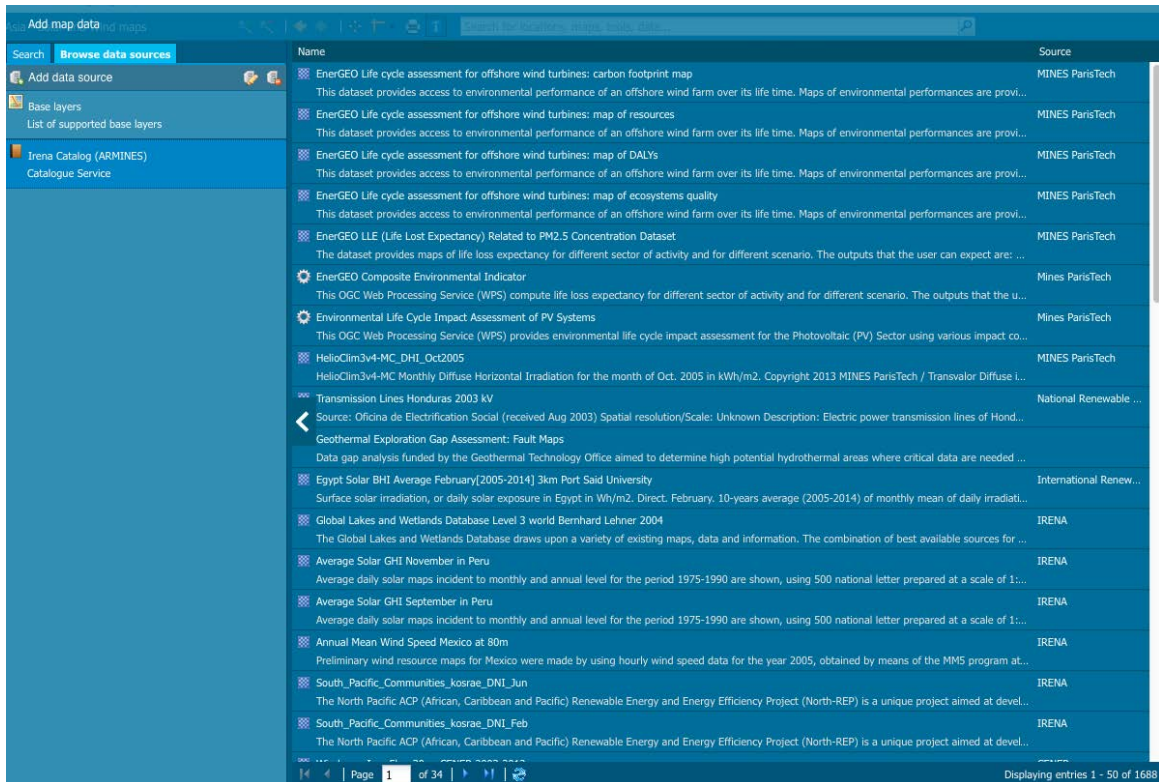 Add map data
Search for locations, maps, tools, data...
Search Browse data sources
Add data source
Base layers
List of supported base layers
Irena Catalog (ARMINES)
Catalogue Service
Name Source
EnerGEO Life cycle assessment for offshore wind turbines: carbon footprint map MINES ParisTech
This dataset provides access to environmental performance of an offshore wind farm over its life time. Maps of environmental performances are provi...
EnerGEO Life cycle assessment for offshore wind turbines: map of resources MINES ParisTech
This dataset provides access to environmental performance of an offshore wind farm over its life time. Maps of environmental performances are provi...
EnerGEO Life cycle assessment for offshore wind turbines: map of DALYs MINES ParisTech
This dataset provides access to environmental performance of an offshore wind farm over its life time. Maps of environmental performances are provi...
EnerGEO Life cycle assessment for offshore wind turbines: map of ecosystems quality MINES ParisTech
This dataset provides access to environmental performance of an offshore wind farm over its life time. Maps of environmental performances are provi...
EnerGEO LLE (Life Lost Expectancy) Related to PM2.5 Concentration Dataset MINES ParisTech
The dataset provides maps of life loss expectancy for different sector of activity and for different scenario. The outputs that the user can expect are: ...
EnerGEO Composite Environmental Indicator Mines ParisTech
This OGC Web Processing Service (WPS) compute life loss expectancy for different sector of activity and for different scenario. The outputs that the u...
Environmental Life Cycle Impact Assessment of PV Systems Mines ParisTech
This OGC Web Processing Service (WPS) provides environmental life cycle impact assessment for the Photovoltaic (PV) Sector using various impact co...
HelioClim3v4-MC_DHI_Oct2005 MINES ParisTech
HelioClim3v4-MC Monthly Diffuse Horizontal Irradiation for the month of Oct. 2005 in kWh/m2. Copyright 2013 MINES ParisTech / Transvalor Diffuse i...
Transmission Lines Honduras 2003 kV National Renewable ...
Source: Oficina de Electrification Social (received Aug 2003) Spatial resolution/Scale: Unknown Description: Electric power transmission lines of Hond...
Geothermal Exploration Gap Assessment: Fault Maps
Data gap analysis funded by the Geothermal Technology Office aimed to determine high potential hydrothermal areas where critical data are needed ...
Egypt Solar BHI Average February[2005-2014] 3km Port Said University International Renew...
Surface solar irradiation, or daily solar exposure in Egypt in Wh/m2. Direct. February. 10-years average (2005-2014) of monthly mean of daily irradiati...
Global Lakes and Wetlands Database Level 3 world Bernhard Lehner 2004 IRENA
The Global Lakes and Wetlands Database draws upon a variety of existing maps, data and information. The combination of best available sources for ...
Average Solar GHI November in Peru IRENA
Average daily solar maps incident to monthly and annual level for the period 1975-1990 are shown, using 500 national letter prepared at a scale of 1:...
Average Solar GHI September in Peru IRENA
Average daily solar maps incident to monthly and annual level for the period 1975-1990 are shown, using 500 national letter prepared at a scale of 1:...
Annual Mean Wind Speed Mexico at 80m IRENA
Preliminary wind resource maps for Mexico were made by using hourly wind speed data for the year 2005, obtained by means of the MM5 program at...
South_Pacific_Communities_kosrae_DNI_Jun IRENA
The North Pacific ACP (African, Caribbean and Pacific) Renewable Energy and Energy Efficiency Project (North-REP) is a unique project aimed at devel...
South_Pacific_Communities_kosrae_DNI_Feb IRENA
The North Pacific ACP (African, Caribbean and Pacific) Renewable Energy and Energy Efficiency Project (North-REP) is a unique project aimed at devel...
Page 1 of 34 Displaying entries 1 - 50 of 1688